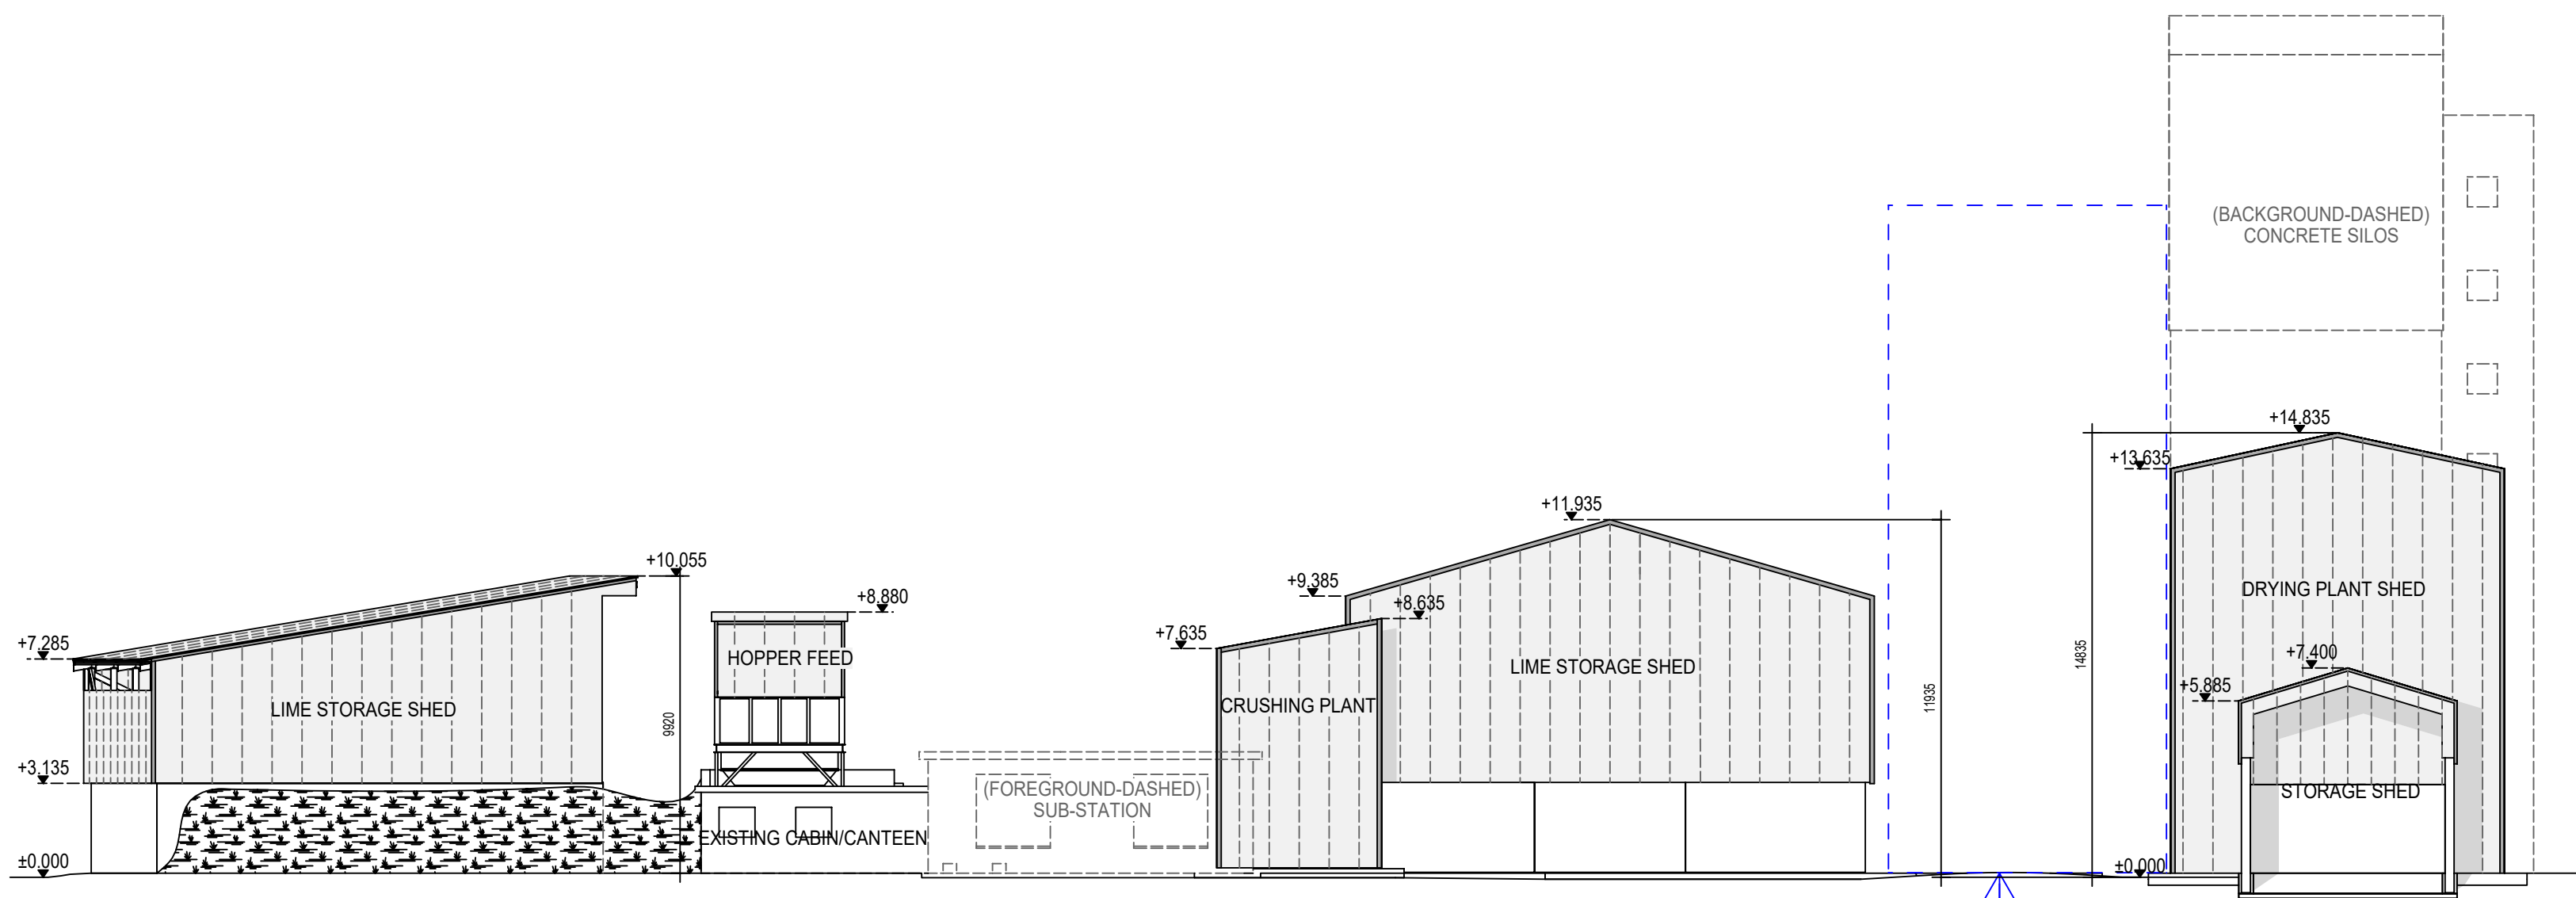 (BACKGROUND-DASHED)
CONCRETE SILOS
+14.835
+13.635
+11.935
+10.055
+9.385
+8.880
+8.635
DRYING PLANT SHED
+7.635
+7.285
HOPPER FEED
+7.400
LIME STORAGE SHED
14835
+5.885
11935
CRUSHING PLANT
LIME STORAGE SHED
9920
+3.135
(FOREGROUND-DASHED)
SUB-STATION
STORAGE SHED
EXISTING CABIN/CANTEEN
±0.000
±0.000